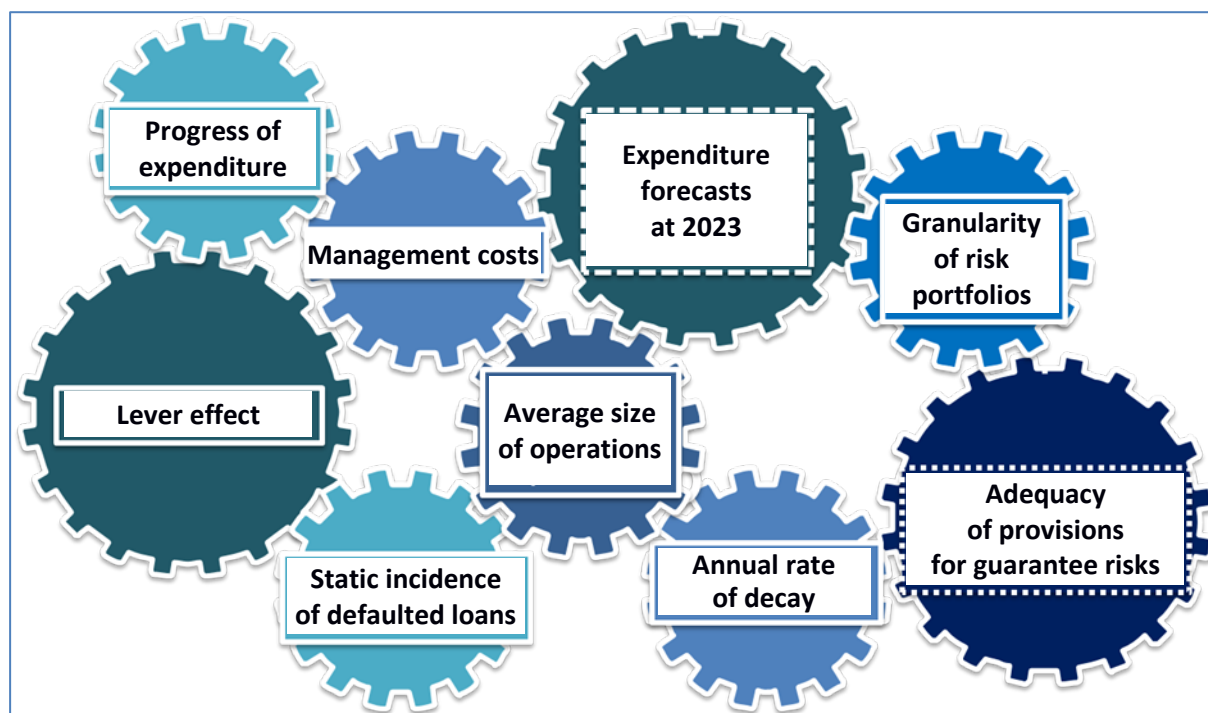 Progress of
expenditure
Management costs
Expenditure
forecasts
at 2023
Granularity
of risk
portfolios
Lever effect
Average size
of operations
Adequacy
of provisions
for guarantee risks
Static incidence
of defaulted loans
Annual rate
of decay